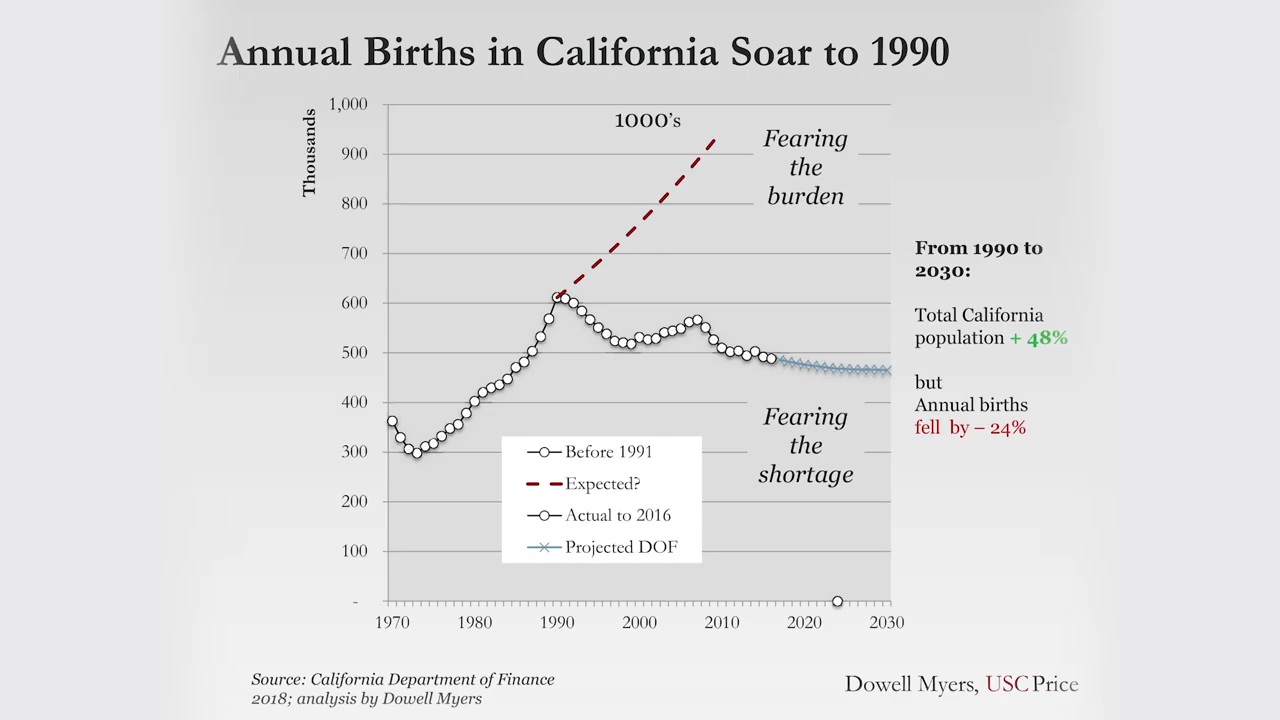 Annual Births in California Soar to 1990
Thousands
1,000
900
800
700
600
500
400
300
200
100
-
1970
1980
1990
2000
2010
2020
2030
1000's
Fearing
the
burden
Fearing
the
shortage
Before 1991
Expected?
Actual to 2016
Projected DOF
From 1990 to
2030:
Total California
population + 48%
but
Annual births
fell by – 24%
Source: California Department of Finance
2018; analysis by Dowell Myers
Dowell Myers, USC Price